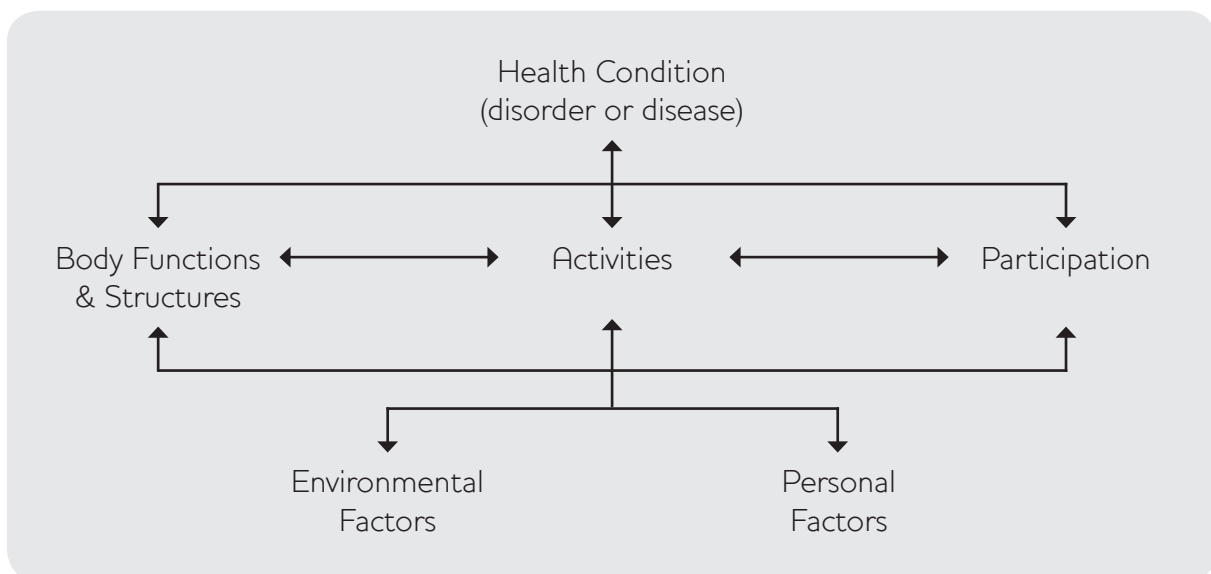 Health Condition
(disorder or disease)
Body Functions
& Structures
Activities
Participation
Environmental
Factors
Personal
Factors